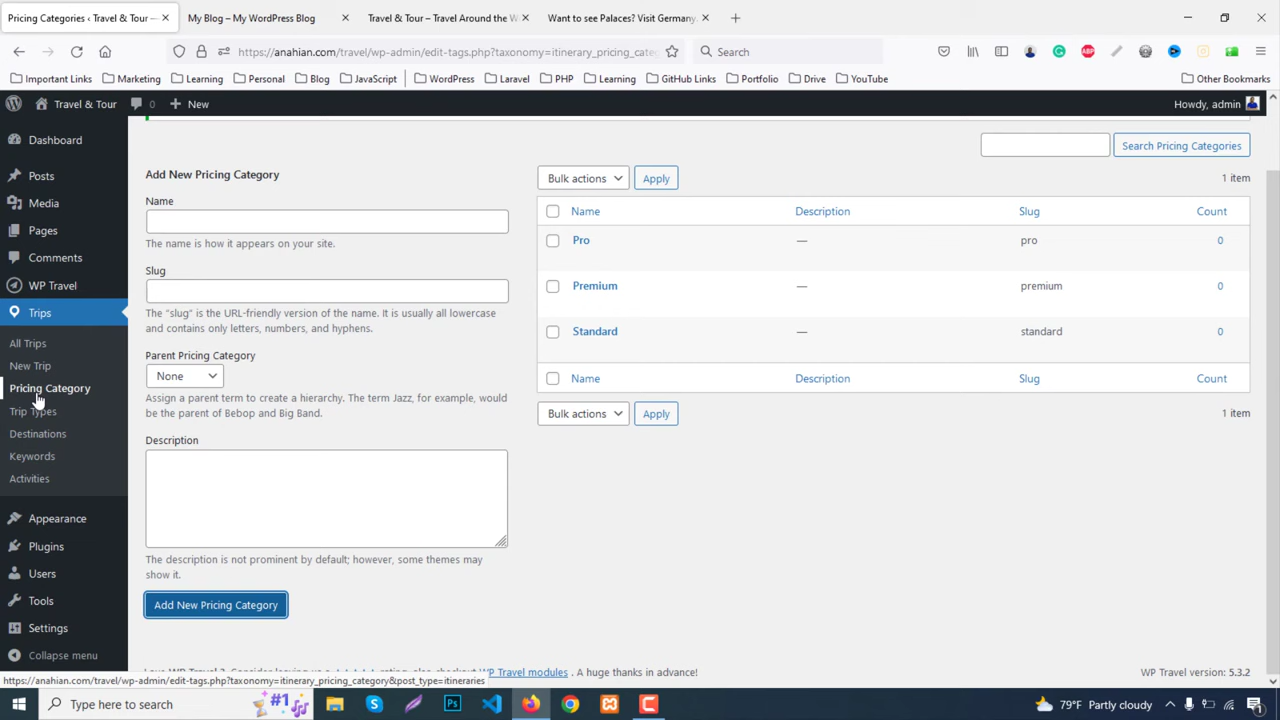 Pricing Categories ‹ Travel & Tour —
My Blog – My WordPress Blog
Travel & Tour – Travel Around the W
Want to see Palaces? Visit Germany.
https://anahian.com/travel/wp-admin/edit-tags.php?taxonomy=itinerary_pricing_categ
Search
Important Links
Marketing
Learning
Personal
Blog
JavaScript
WordPress
Laravel
PHP
Learning
GitHub Links
Portfolio
Drive
YouTube
Other Bookmarks
Travel & Tour
0
New
Howdy, admin
Dashboard
Posts
Media
Pages
Comments
WP Travel
Trips
All Trips
New Trip
Pricing Category
Trip Types
Destinations
Keywords
Activities
Appearance
Plugins
Users
Tools
Settings
Collapse menu
Search Pricing Categories
Add New Pricing Category
Name
The name is how it appears on your site.
Slug
The “slug” is the URL-friendly version of the name. It is usually all lowercase
and contains only letters, numbers, and hyphens.
Parent Pricing Category
None
Assign a parent term to create a hierarchy. The term Jazz, for example, would
be the parent of Bebop and Big Band.
Description
The description is not prominent by default; however, some themes may
show it.
Add New Pricing Category
Bulk actions
Apply
1 item
Name Description Slug Count
Pro — pro 0
Premium — premium 0
Standard — standard 0
Name Description Slug Count
Bulk actions
Apply
1 item
WP Travel modules. A huge thanks in advance!
WP Travel version: 5.3.2
https://anahian.com/travel/wp-admin/edit-tags.php?taxonomy=itinerary_pricing_category&post_type=itineraries
Type here to search
#1
79°F Partly cloudy